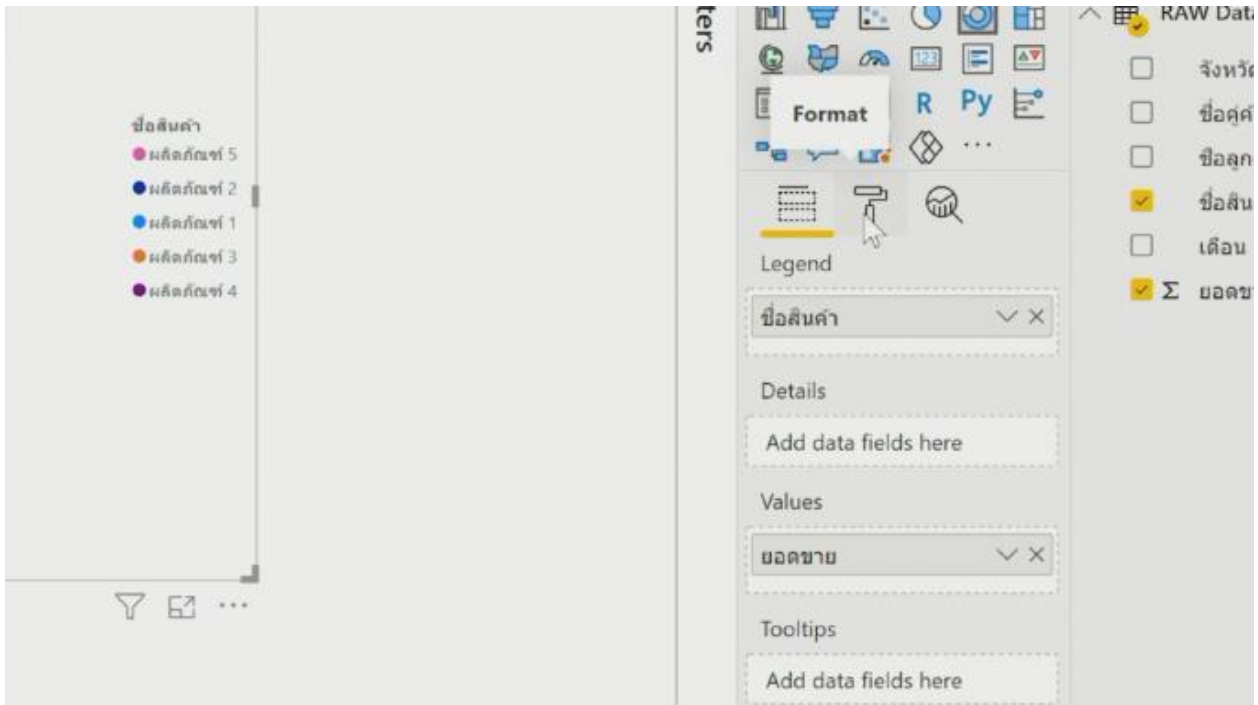 ชื่อสินค้า
ผลิตภัณฑ์ 5
ผลิตภัณฑ์ 2
ผลิตภัณฑ์ 1
ผลิตภัณฑ์ 3
ผลิตภัณฑ์ 4
ters
123
R Py
Format
Legend
ชื่อสินค้า
Details
Add data fields here
Values
ยอดขาย
Tooltips
Add data fields here
RAW Data
จังหวัด
ชื่อคู่ค้
ชื่อลูก
ชื่อสิน
เดือน
Σ ยอดข